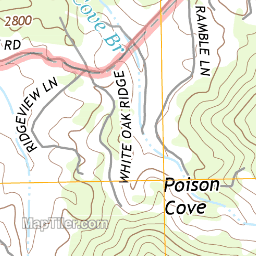 2800
Cove Br
RD
RAMBLE LN
RIDGEVIEW LN
WHITE OAK RIDGE
Poison
Cove
MapTiler.com